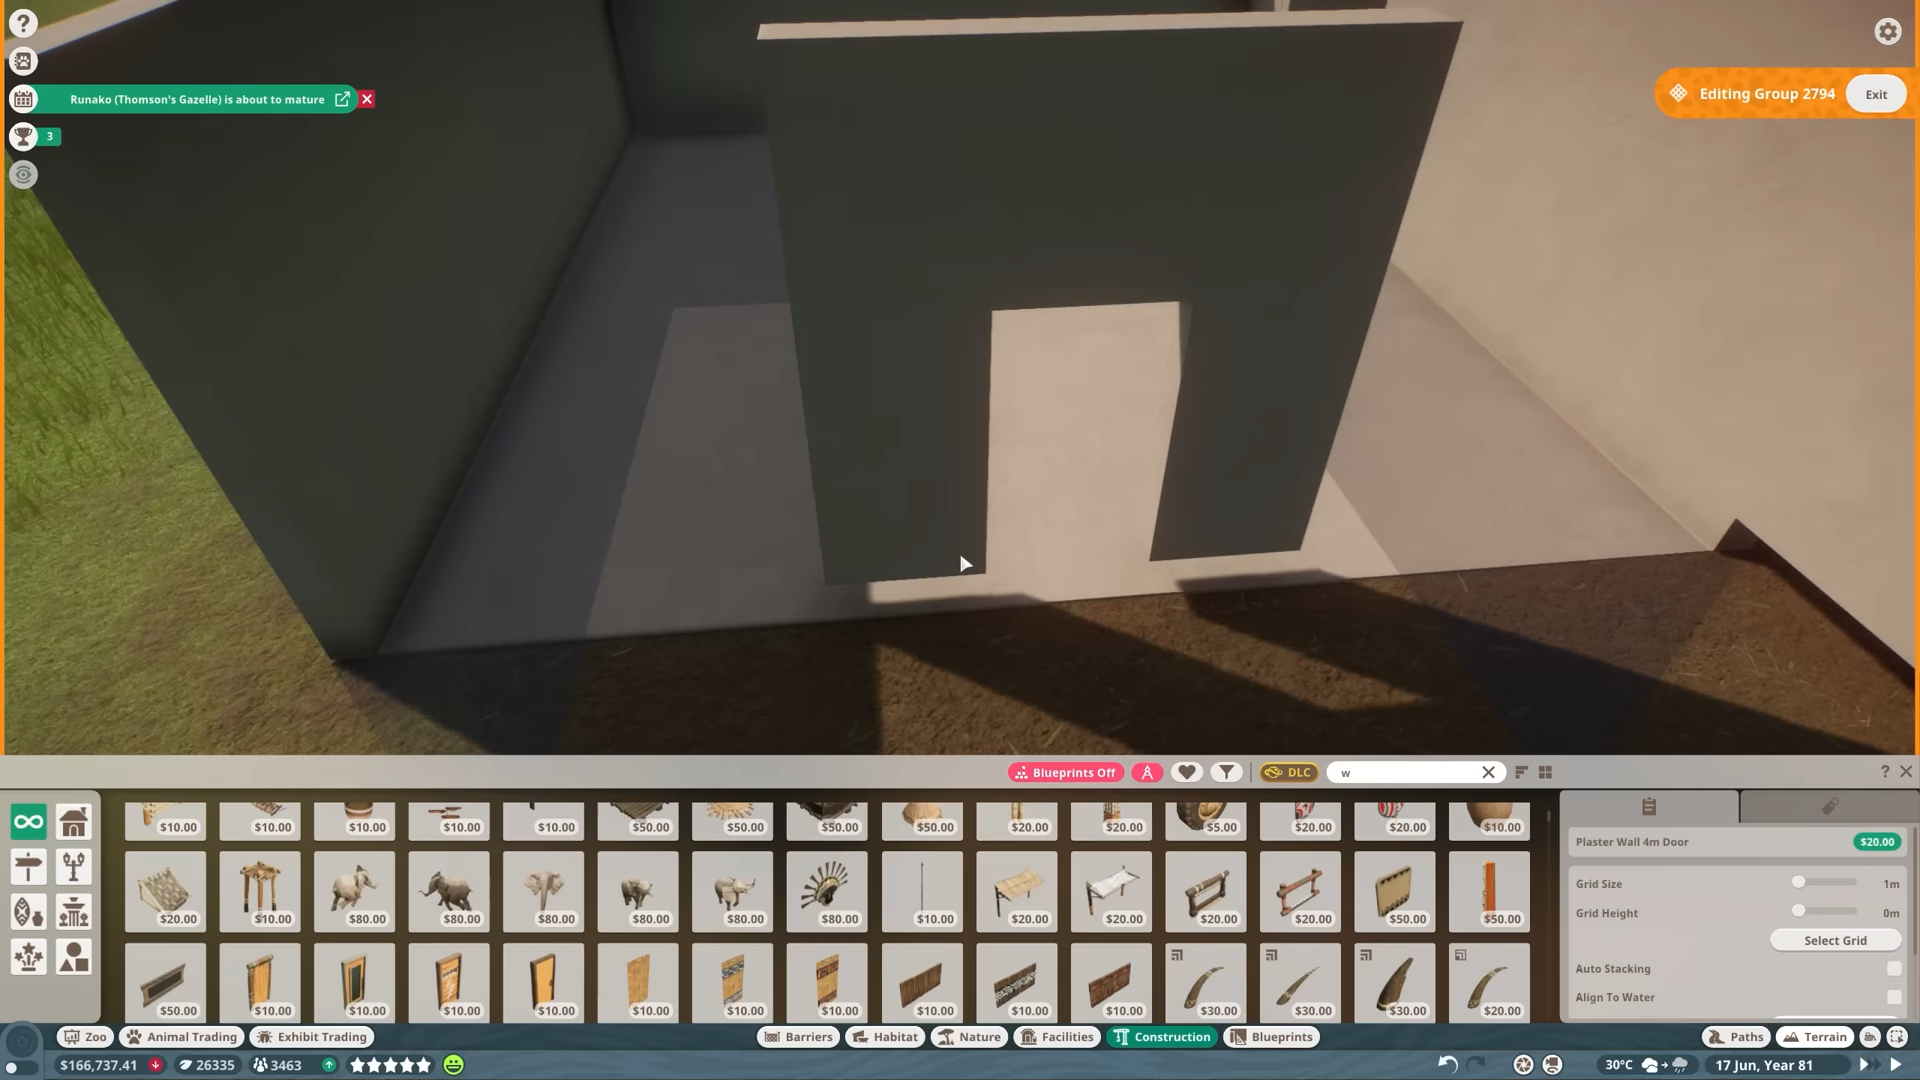 ?
Editing Group 2794 Exit
Runako (Thomson's Gazelle) is about to mature
3
Blueprints Off DLC w ?
$10.00 $10.00 $10.00 $10.00 $10.00 $50.00 $50.00 $50.00 $50.00 $20.00 $20.00 $5.00 $20.00 $20.00 $10.00
Plaster Wall 4m Door $20.00
Grid Size 1m
Grid Height 0m
Select Grid
Auto Stacking
Align To Water
$20.00 $10.00 $80.00 $80.00 $80.00 $80.00 $80.00 $80.00 $10.00 $20.00 $20.00 $20.00 $20.00 $50.00 $50.00
$50.00 $10.00 $10.00 $10.00 $10.00 $10.00 $10.00 $10.00 $10.00 $10.00 $10.00 $30.00 $30.00 $30.00 $20.00
Zoo Animal Trading Exhibit Trading Barriers Habitat Nature Facilities Construction Blueprints Paths Terrain
$166,737.41 26335 3463 30°C 17 Jun, Year 81